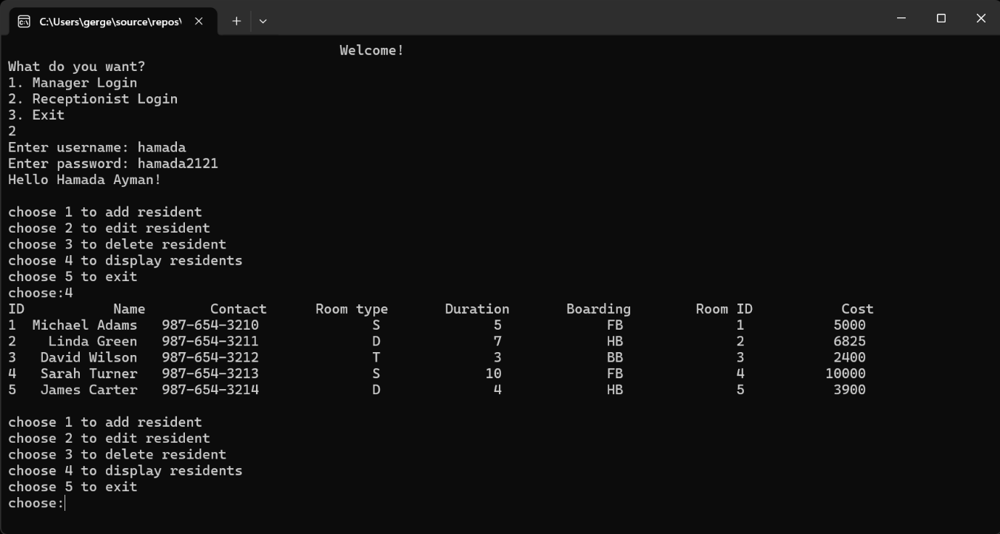 C:\Users\gerge\source\repos\
Welcome!
What do you want?
1. Manager Login
2. Receptionist Login
3. Exit
2
Enter username: hamada
Enter password: hamada2121
Hello Hamada Ayman!
choose 1 to add resident
choose 2 to edit resident
choose 3 to delete resident
choose 4 to display residents
choose 5 to exit
choose:4
ID Name Contact Room type Duration Boarding Room ID Cost
1 Michael Adams 987-654-3210 S 5 FB 1 5000
2 Linda Green 987-654-3211 D 7 HB 2 6825
3 David Wilson 987-654-3212 T 3 BB 3 2400
4 Sarah Turner 987-654-3213 S 10 FB 4 10000
5 James Carter 987-654-3214 D 4 HB 5 3900
choose 1 to add resident
choose 2 to edit resident
choose 3 to delete resident
choose 4 to display residents
choose 5 to exit
choose: